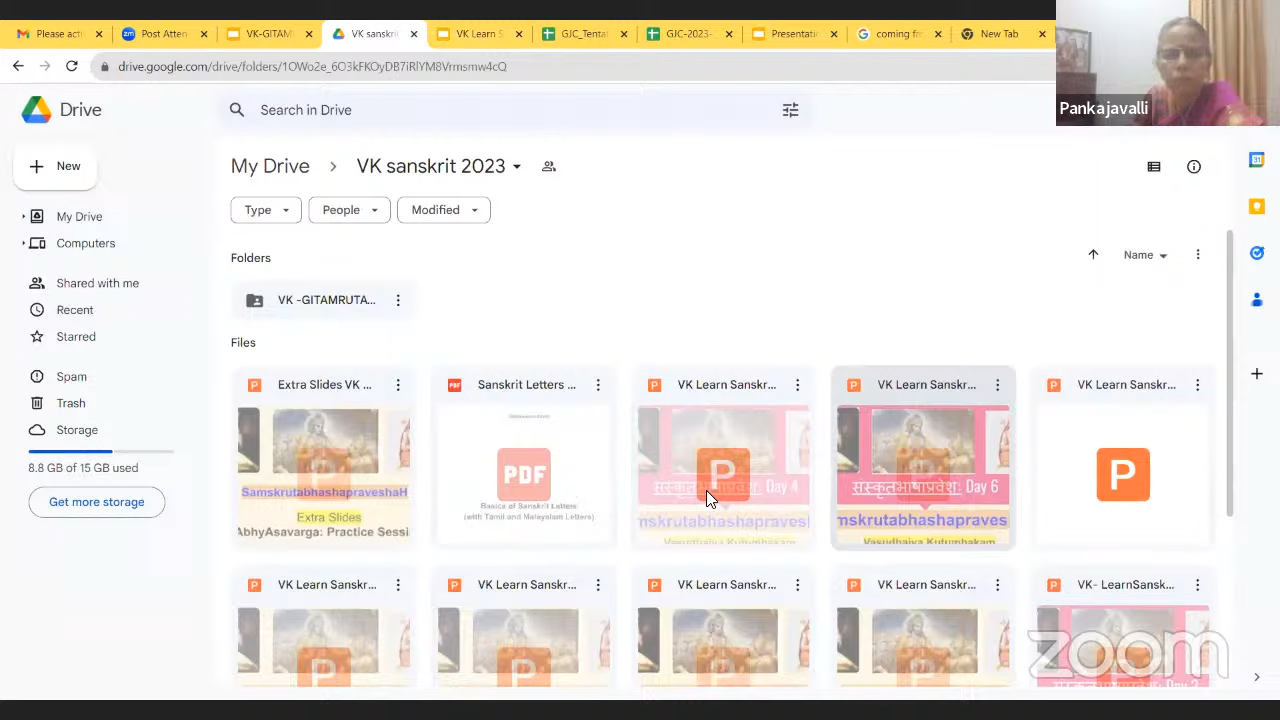 Please act
Post Atten
VK-GITAM
VK sanskri
VK Learn S
GJC_Tenta
GJC-2023-
Presentati
coming fr
New Tab
drive.google.com/drive/folders/1OWo2e_6O3kFKOyDB7iRlYM8Vrmsmw4cQ
Pankajavalli
Drive
Search in Drive
New
My Drive
VK sanskrit 2023
Type
People
Modified
My Drive
Computers
Shared with me
Recent
Starred
Spam
Trash
Storage
8.8 GB of 15 GB used
Get more storage
Folders
Name
VK -GITAMRUTA...
Files
Extra Slides VK ...
Sanskrit Letters ...
VK Learn Sanskr...
VK Learn Sanskr...
VK Learn Sanskr...
SamskrutabhashapraveshaH
Extra Slides
AbhyAsavarga: Practice Sessi
PDF
Basics of Sanskrit Letters
(with Tamil and Malayalam Letters)
संस्कृतभाषाप्रवेशः Day 4
mskrutabhashapraves
Vasudhaiva Kutumbakam
संस्कृतभाषाप्रवेशः Day 6
mskrutabhashapraves
Vasudhaiva Kutumbakam
VK Learn Sanskr...
VK Learn Sanskr...
VK Learn Sanskr...
VK Learn Sanskr...
VK- LearnSansk...
zoom